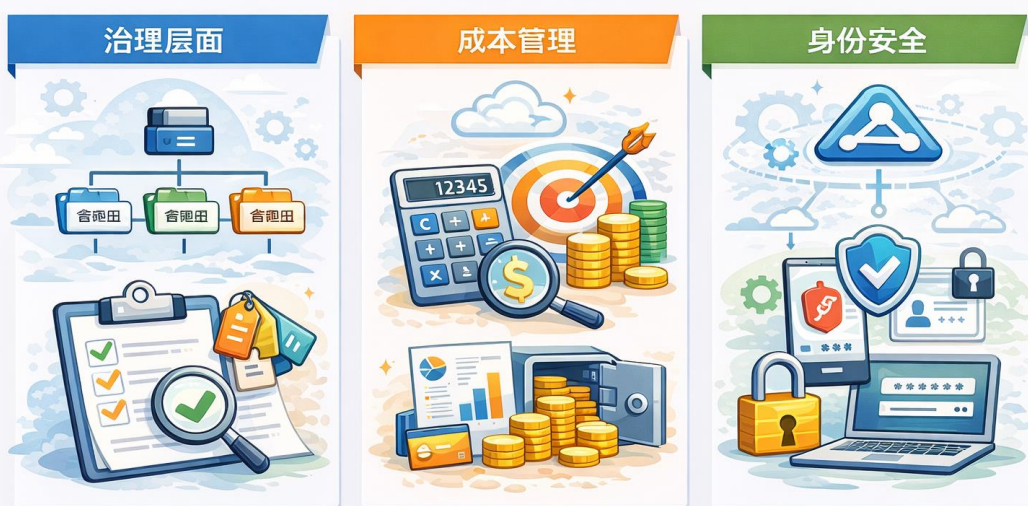 治理层面
成本管理
身份安全
12345
C + +
+ +
x
$
*** 
+++
******